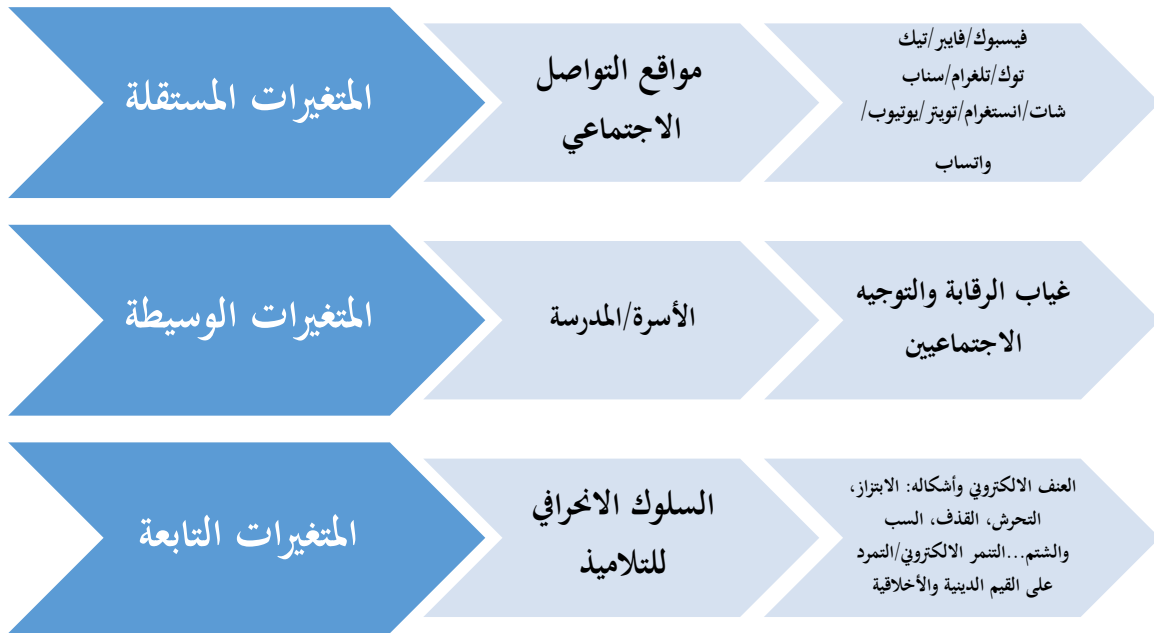 المتغيرات المستقلة
مواقع التواصل
الاجتماعي
فيسبوك/فايبر/تيك
توك/تلغرام/سناب
شات/انستغرام/تويتر/يوتيوب/
واتساب
المتغيرات الوسيطة
الأسرة/المدرسة
غياب الرقابة والتوجيه
الاجتماعيين
المتغيرات التابعة
السلوك الانحرافي
للتلاميذ
العنف الالكتروني وأشكاله: الابتزاز،
التحرش، القذف، السب
والشتم...التنمر الالكتروني/التمرد
على القيم الدينية والأخلاقية